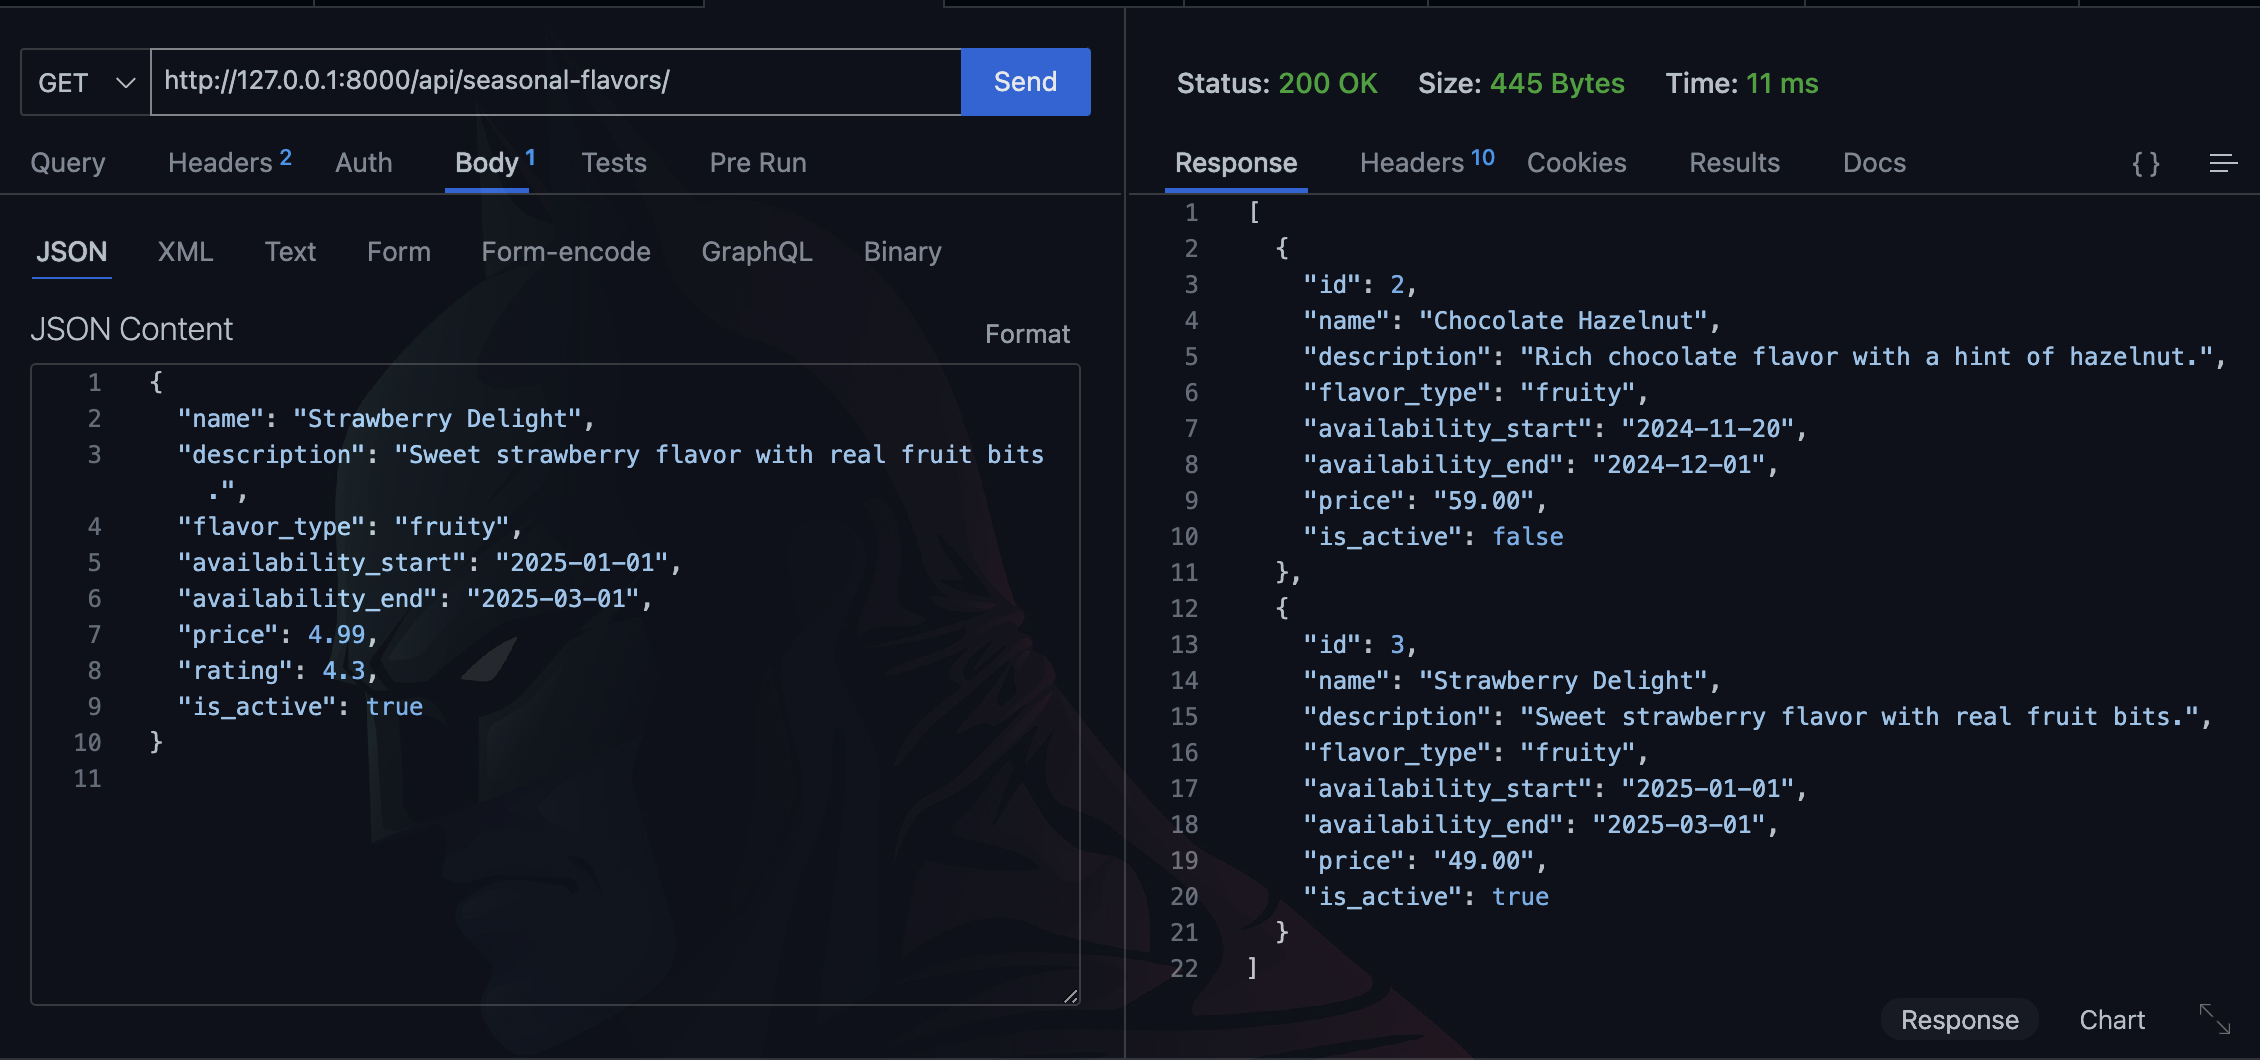 GET http://127.0.0.1:8000/api/seasonal-flavors/ Send
Query Headers 2 Auth Body 1 Tests Pre Run
JSON XML Text Form Form-encode GraphQL Binary
JSON Content Format
1 {
2 "name": "Strawberry Delight",
3 "description": "Sweet strawberry flavor with real fruit bits
.",
4 "flavor_type": "fruity",
5 "availability_start": "2025-01-01",
6 "availability_end": "2025-03-01",
7 "price": 4.99,
8 "rating": 4.3,
9 "is_active": true
10 }
11
Status: 200 OK Size: 445 Bytes Time: 11 ms
Response Headers 10 Cookies Results Docs {}
1 [
2 {
3 "id": 2,
4 "name": "Chocolate Hazelnut",
5 "description": "Rich chocolate flavor with a hint of hazelnut.",
6 "flavor_type": "fruity",
7 "availability_start": "2024-11-20",
8 "availability_end": "2024-12-01",
9 "price": "59.00",
10 "is_active": false
11 },
12 {
13 "id": 3,
14 "name": "Strawberry Delight",
15 "description": "Sweet strawberry flavor with real fruit bits.",
16 "flavor_type": "fruity",
17 "availability_start": "2025-01-01",
18 "availability_end": "2025-03-01",
19 "price": "49.00",
20 "is_active": true
21 }
22 ]
Response Chart